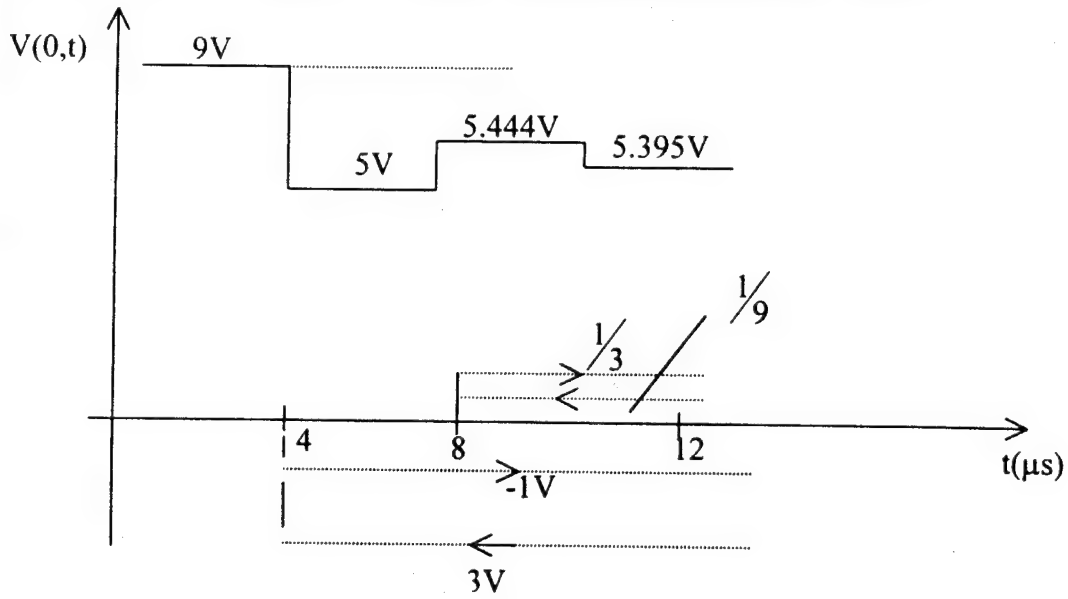 V(0,t)
9V
5.444V
5V
5.395V
1/9
1/3
4
8
12
t(μs)
-1V
3V